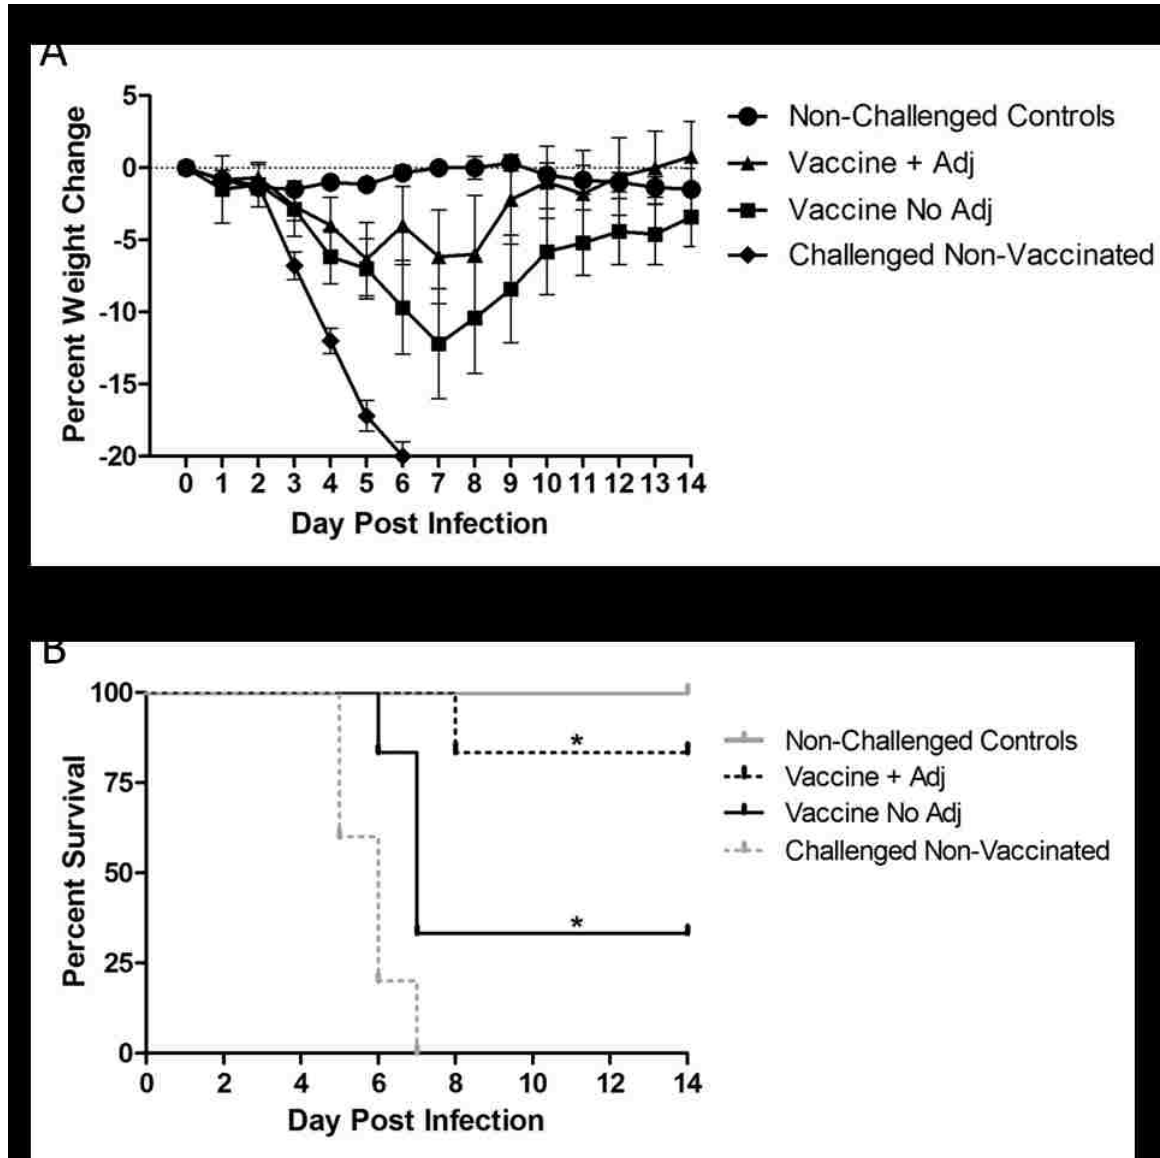 A
5
0
-5
-10
-15
-20
Percent Weight Change
0 1 2 3 4 5 6 7 8 9 10 11 12 13 14
Day Post Infection
Non-Challenged Controls
Vaccine + Adj
Vaccine No Adj
Challenged Non-Vaccinated
B
100
75
50
25
0
Percent Survival
*
*
0 2 4 6 8 10 12 14
Day Post Infection
Non-Challenged Controls
Vaccine + Adj
Vaccine No Adj
Challenged Non-Vaccinated